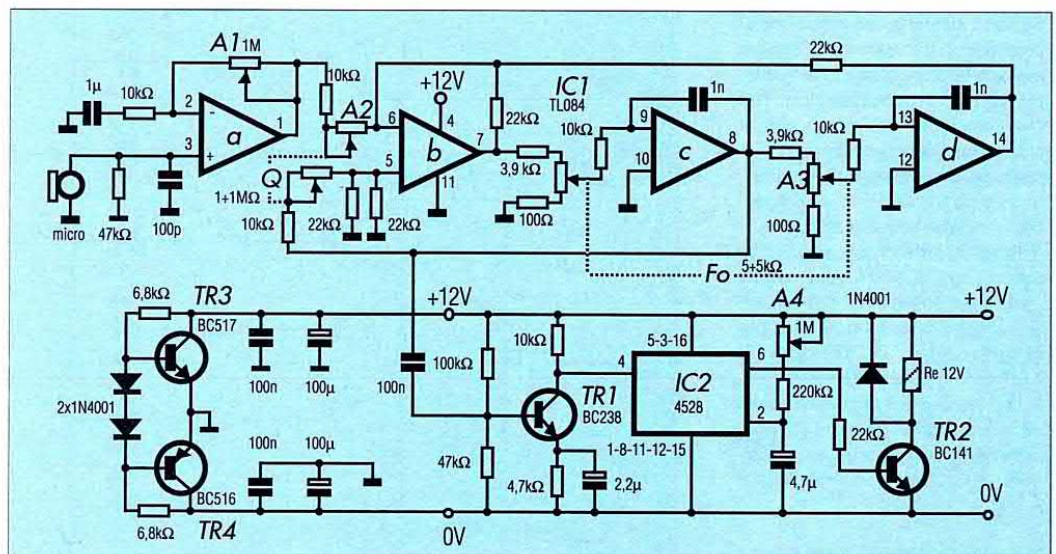 A1 1M
10kΩ
22kΩ
1µ
10kΩ
A2
+12V
IC1
TL084
1n
1n
2
-
a
1
6
b
4
7
22kΩ
10kΩ
9
c
8
10kΩ
13
d
14
3
+
5
11
3,9 kΩ
10
3,9kΩ
A3
12
Q
1+1MΩ
100Ω
100Ω
micro
47kΩ
100p
10kΩ
22kΩ
22kΩ
Fo
5+5kΩ
6,8kΩ
TR3
+12V
A4
1N4001
+12V
BC517
10kΩ
5-3-16
1M
100kΩ
4
6
Re 12V
100n
100µ
100n
TR1
IC2
220kΩ
2x1N4001
BC238
4528
2
TR2
100n
100µ
22kΩ
BC141
47kΩ
1-8-11-12-15
BC516
4,7kΩ
2,2µ
4,7µ
6,8kΩ
TR4
0V
0V